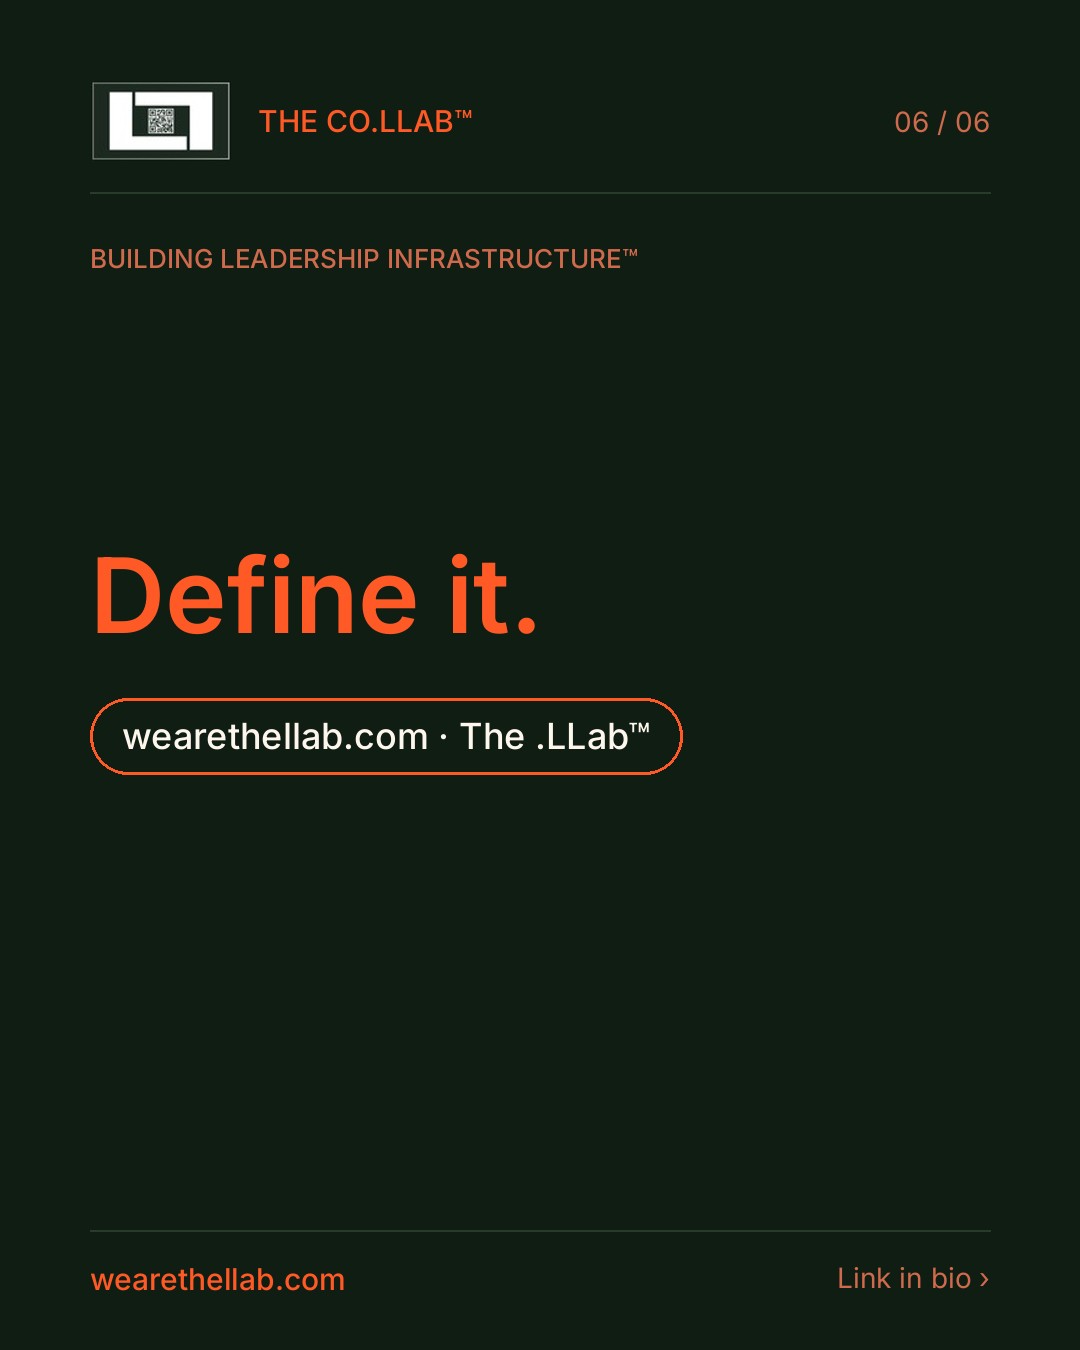 THE CO.LLAB™
06 / 06
BUILDING LEADERSHIP INFRASTRUCTURE™
Define it.
wearethellab.com · The .LLab™
wearethellab.com
Link in bio ›